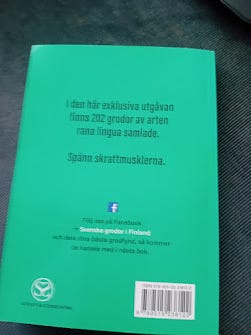 I den här exklusiva utgåvan
finns 202 grodor av arten
rana lingua samlade.
Spänn skrattmusklerna.
Följ oss på Facebook
– Svenska grodor i Finland
och dela dina bästa grodfynd, så kommer
de kanske med i nästa bok.